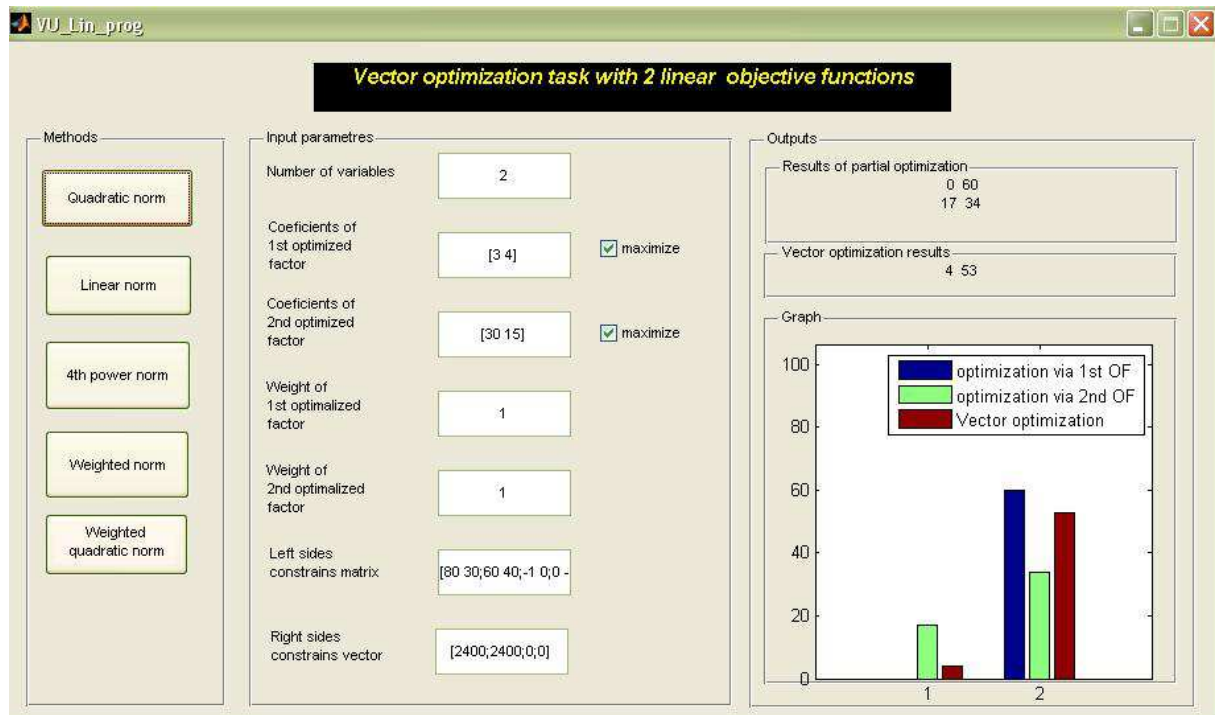 VU_Lin_prog
Vector optimization task with 2 linear objective functions
Methods
Quadratic norm
Linear norm
4th power norm
Weighted norm
Weighted
quadratic norm
Input parametres
Number of variables
2
Coeficients of
1st optimized
factor
[3 4]
maximize
Coeficients of
2nd optimized
factor
[30 15]
maximize
Weight of
1st optimalized
factor
1
Weight of
2nd optimalized
factor
1
Left sides
constrains matrix
[80 30;60 40;-1 0;0 -
Right sides
constrains vector
[2400;2400;0;0]
Outputs
Results of partial optimization
0 60
17 34
Vector optimization results
4 53
Graph
optimization via 1st OF
optimization via 2nd OF
Vector optimization
100
80
60
40
20
0
1 2